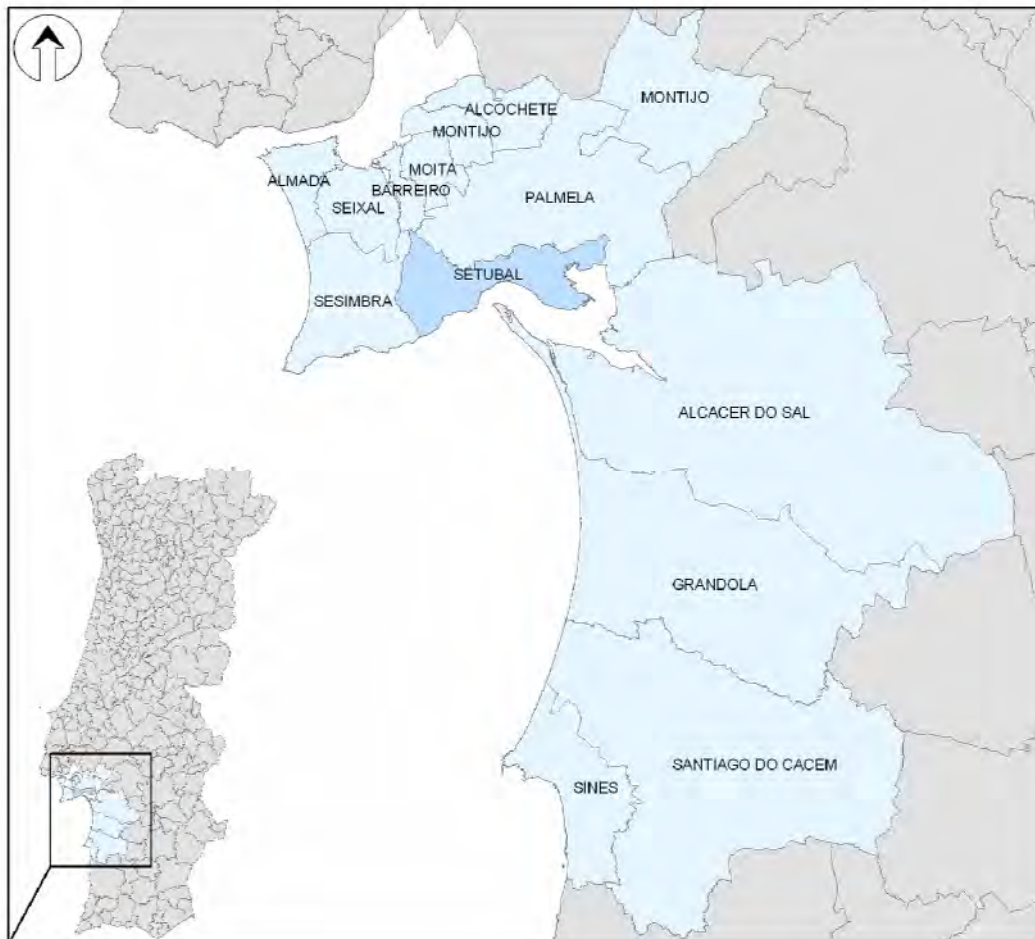 MONTIJO
ALCOCHETE
MONTIJO
MOITA
ALMADA
BARREIRO
SEIXAL
PALMELA
SETUBAL
SESIMBRA
ALCACER DO SAL
GRANDOLA
SANTIAGO DO CACEM
SINES